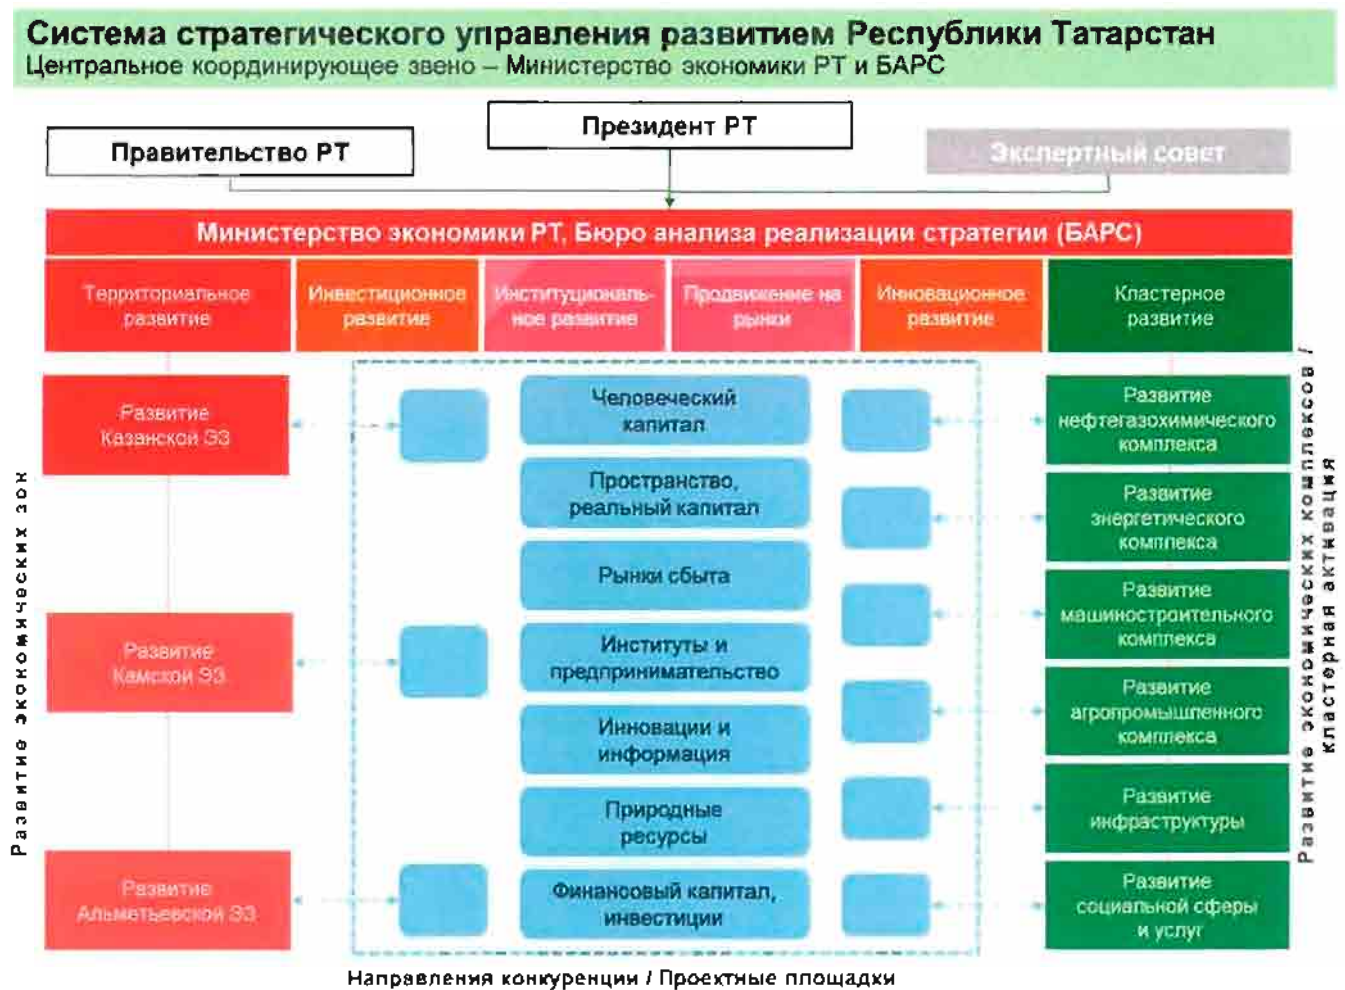 Система стратегического управления развитием Республики Татарстан
Центральное координирующее звено – Министерство экономики РТ и БАРС
Президент РТ
Правительство РТ
Экспертный совет
Министерство экономики РТ, Бюро анализа реализации стратегии (БАРС)
Территориальное
развитие
Инвестиционное
развитие
Институциональ-
ное развитие
Продвижение на
рынки
Инновационное
развитие
Кластерное
развитие
Развитие экономических зон
Развитие
Казанской ЭЗ
Развитие
Камской ЭЗ
Развитие
Альметьевской ЭЗ
Человеческий
капитал
Пространство,
реальный капитал
Рынки сбыта
Институты и
предпринимательство
Инновации и
информация
Природные
ресурсы
Финансовый капитал,
инвестиции
Развитие
нефтегазохимического
комплекса
Развитие
энергетического
комплекса
Развитие
машиностроительного
комплекса
Развитие
агропромышленного
комплекса
Развитие
инфраструктуры
Развитие
социальной сферы
и услуг
Развитие экономических комплексов /
кластерная активация
Направления конкуренции / Проектные площадки